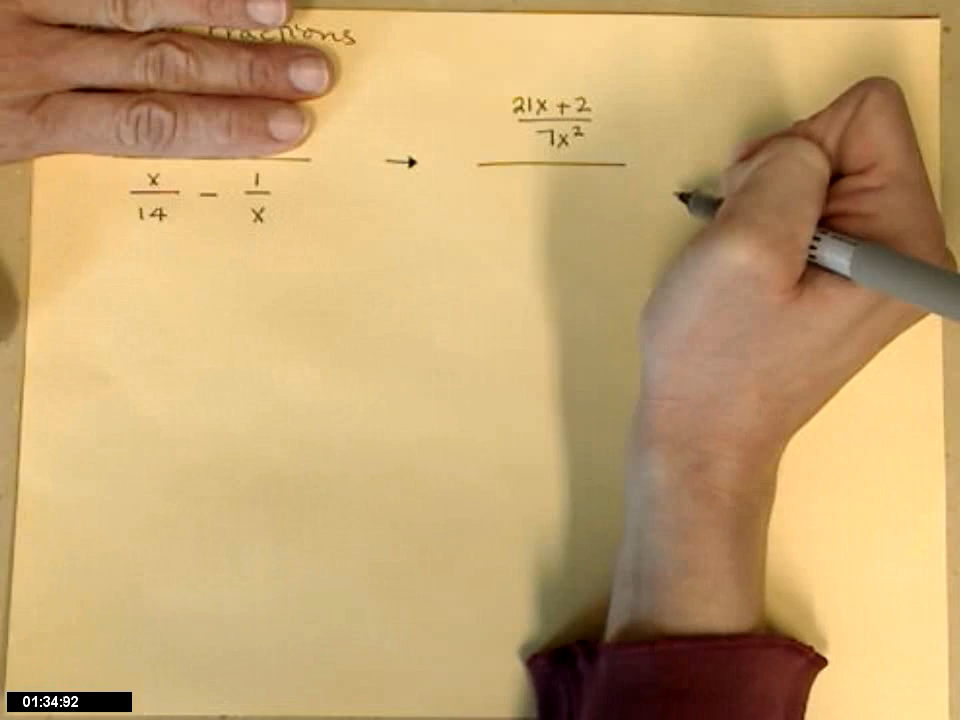 fractions
21x + 2
7x²
→
x/14 - 1/x
01:34:92